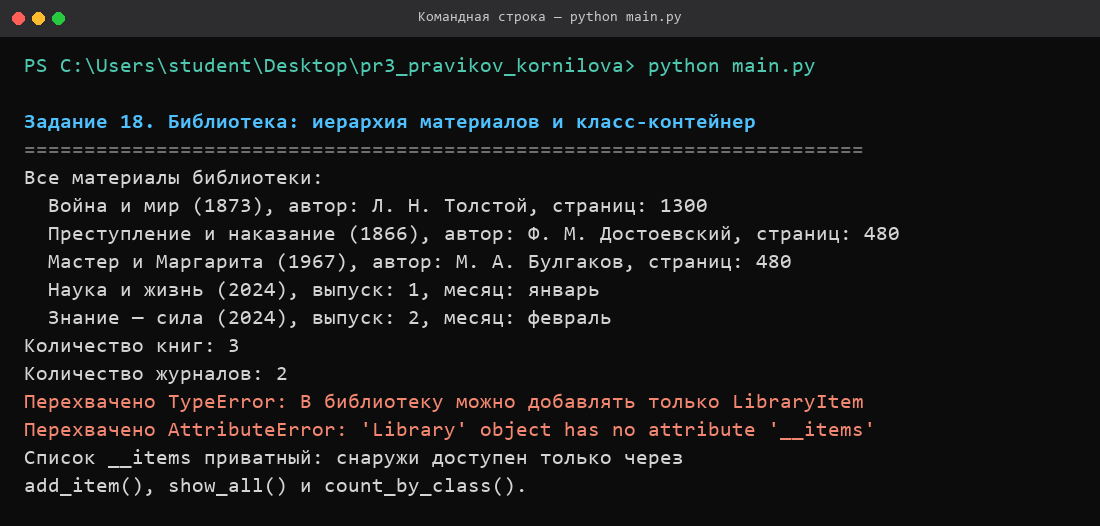 Командная строка — python main.py
PS C:\Users\student\Desktop\pr3_pravikov_kornilova> python main.py
Задание 18. Библиотека: иерархия материалов и класс-контейнер
======================================================================
Все материалы библиотеки:
Война и мир (1873), автор: Л. Н. Толстой, страниц: 1300
Преступление и наказание (1866), автор: Ф. М. Достоевский, страниц: 480
Мастер и Маргарита (1967), автор: М. А. Булгаков, страниц: 480
Наука и жизнь (2024), выпуск: 1, месяц: январь
Знание — сила (2024), выпуск: 2, месяц: февраль
Количество книг: 3
Количество журналов: 2
Перехвачено TypeError: В библиотеку можно добавлять только LibraryItem
Перехвачено AttributeError: 'Library' object has no attribute '__items'
Список __items приватный: снаружи доступен только через
add_item(), show_all() и count_by_class().